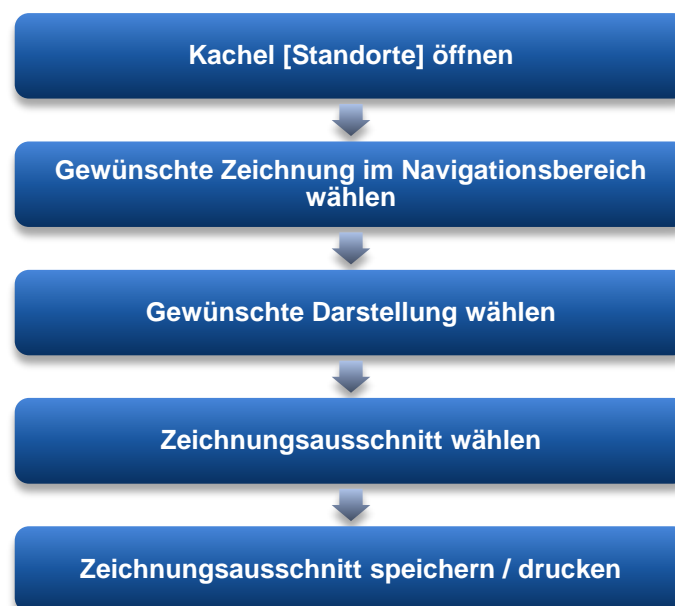 Kachel [Standorte] öffnen
Gewünschte Zeichnung im Navigationsbereich
wählen
Gewünschte Darstellung wählen
Zeichnungsausschnitt wählen
Zeichnungsausschnitt speichern / drucken